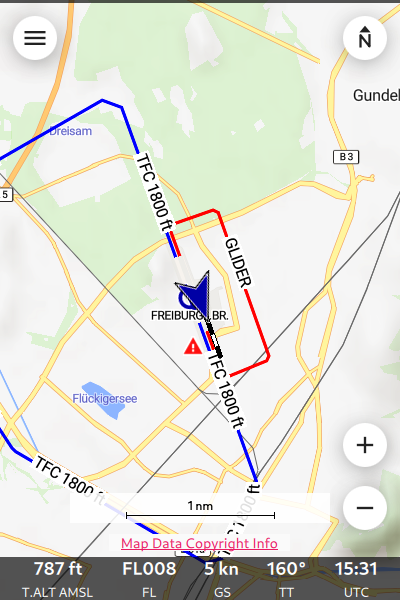 N
Gundel
Dreisam
B 3
5
TFC 1800 ft
GLIDER
FREIBURG, BR.
TFC 1800 ft
Flückigersee
TFC 1800 ft
1 nm
Map Data Copyright Info
787 ft FL008 5 kn 160° 15:31
T.ALT AMSL FL GS TT UTC